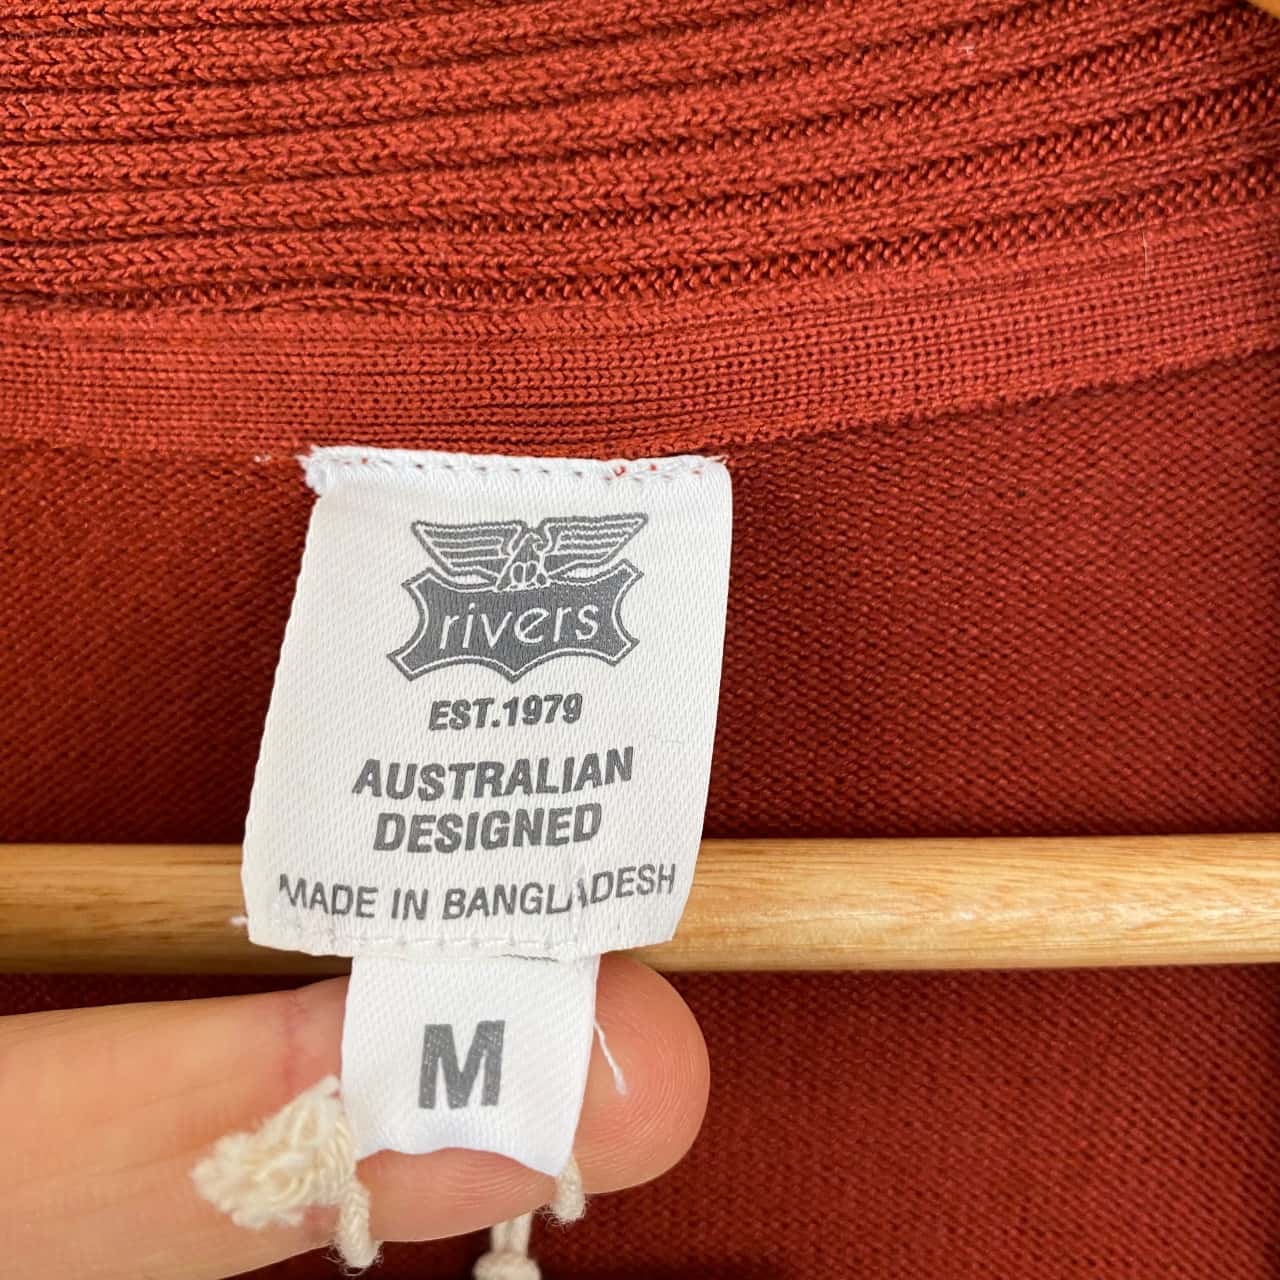 rivers
EST.1979
AUSTRALIAN
DESIGNED
MADE IN BANGLADESH
M